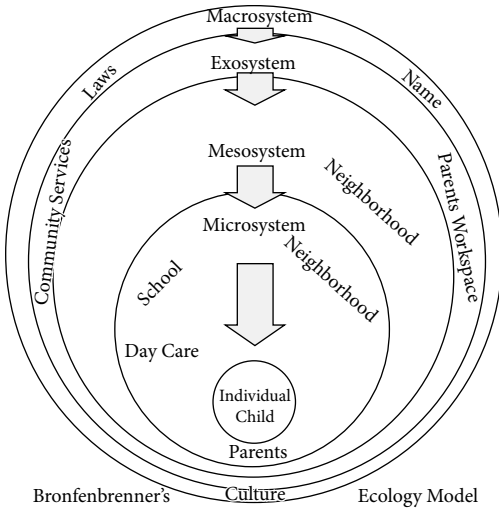 Macrosystem
Laws
Name
Exosystem
Community Services
Parents Workspace
Mesosystem
Neighborhood
Microsystem
School
Neighborhood
Day Care
Individual
Child
Parents
Culture
Bronfenbrenner's
Ecology Model